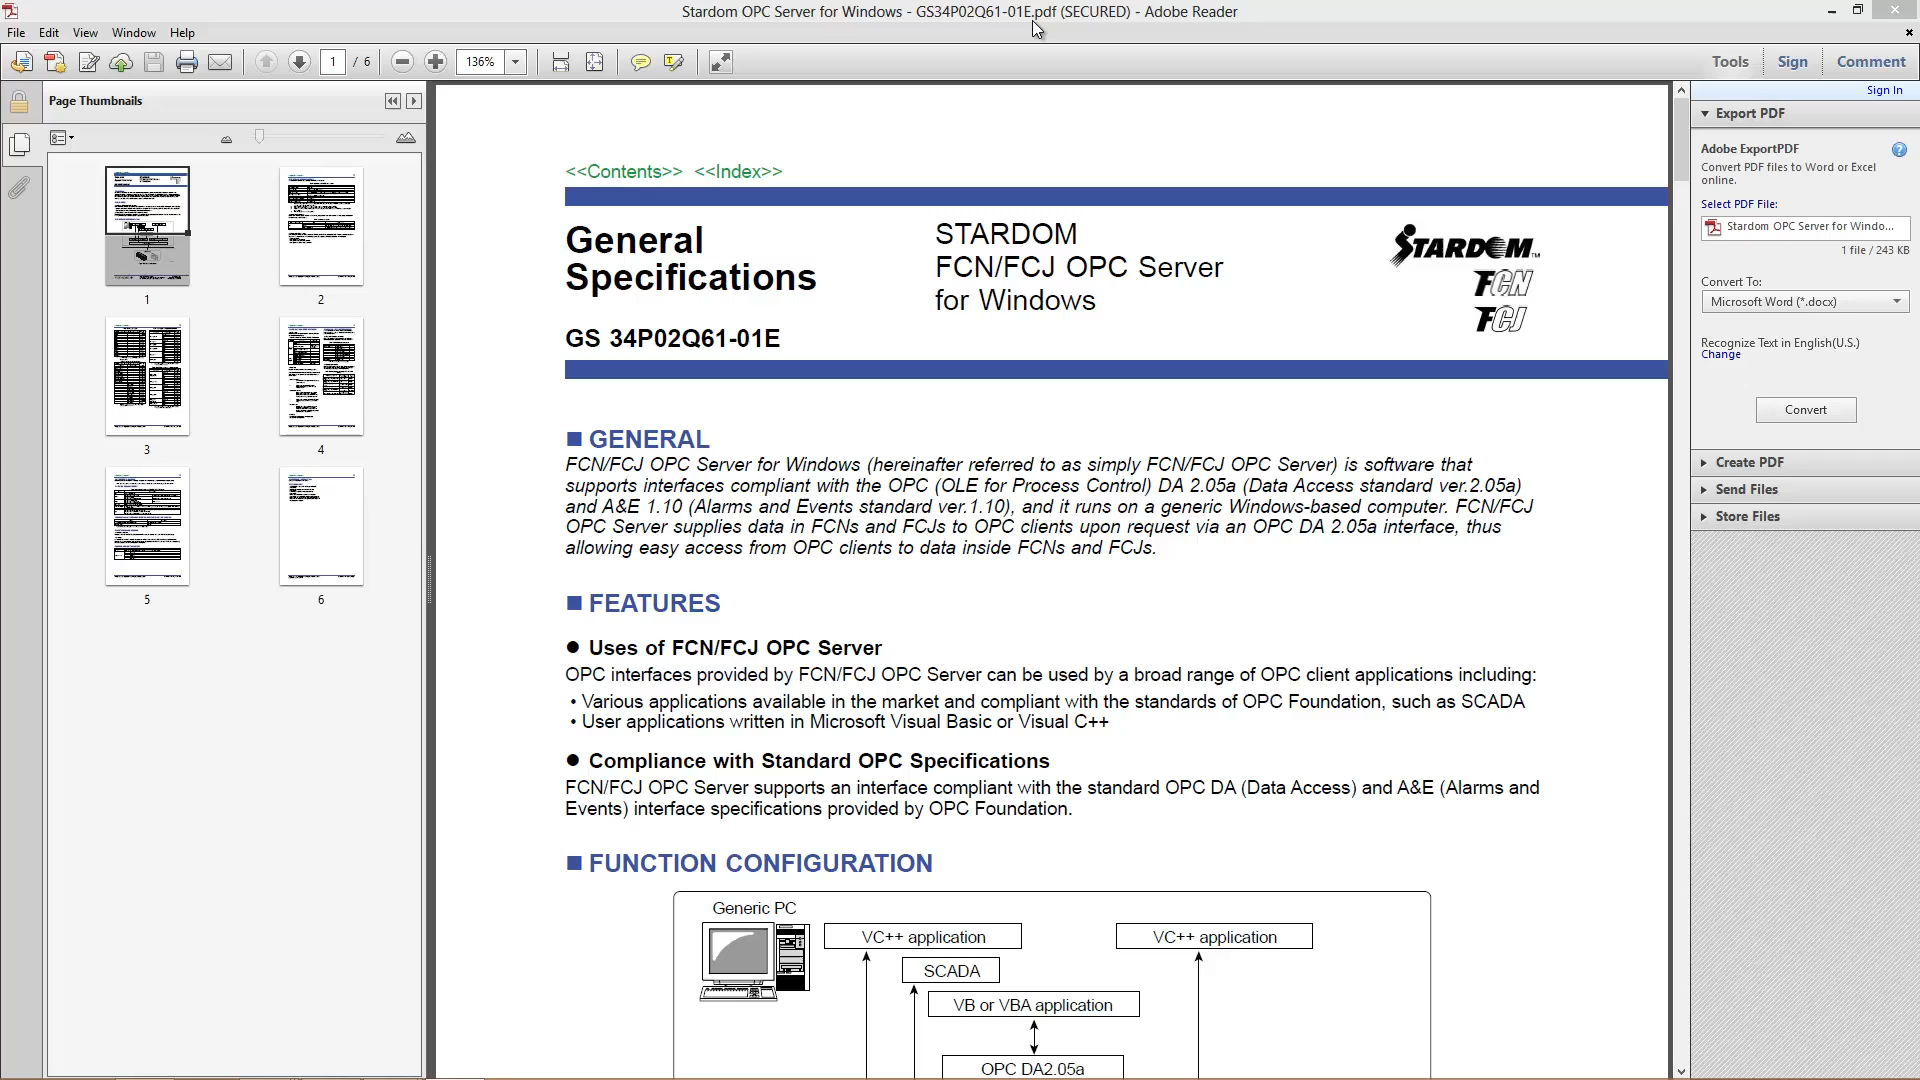 Stardom OPC Server for Windows - GS34P02Q61-01E.pdf (SECURED) - Adobe Reader
File Edit View Window Help
1 / 6 136% Tools Sign Comment
Page Thumbnails
1
2
3
4
5
6
<<Contents>> <<Index>>
General
Specifications
GS 34P02Q61-01E
STARDOM
FCN/FCJ OPC Server
for Windows
STARDOM™
FCN
FCJ
GENERAL
FCN/FCJ OPC Server for Windows (hereinafter referred to as simply FCN/FCJ OPC Server) is software that
supports interfaces compliant with the OPC (OLE for Process Control) DA 2.05a (Data Access standard ver.2.05a)
and A&E 1.10 (Alarms and Events standard ver.1.10), and it runs on a generic Windows-based computer. FCN/FCJ
OPC Server supplies data in FCNs and FCJs to OPC clients upon request via an OPC DA 2.05a interface, thus
allowing easy access from OPC clients to data inside FCNs and FCJs.
FEATURES
Uses of FCN/FCJ OPC Server
OPC interfaces provided by FCN/FCJ OPC Server can be used by a broad range of OPC client applications including:
• Various applications available in the market and compliant with the standards of OPC Foundation, such as SCADA
• User applications written in Microsoft Visual Basic or Visual C++
Compliance with Standard OPC Specifications
FCN/FCJ OPC Server supports an interface compliant with the standard OPC DA (Data Access) and A&E (Alarms and
Events) interface specifications provided by OPC Foundation.
FUNCTION CONFIGURATION
Generic PC
VC++ application
VC++ application
SCADA
VB or VBA application
OPC DA2.05a
Sign In
Export PDF
Adobe ExportPDF
Convert PDF files to Word or Excel
online.
Select PDF File:
Stardom OPC Server for Windo...
1 file / 243 KB
Convert To:
Microsoft Word (*.docx)
Recognize Text in English(U.S.)
Change
Convert
Create PDF
Send Files
Store Files